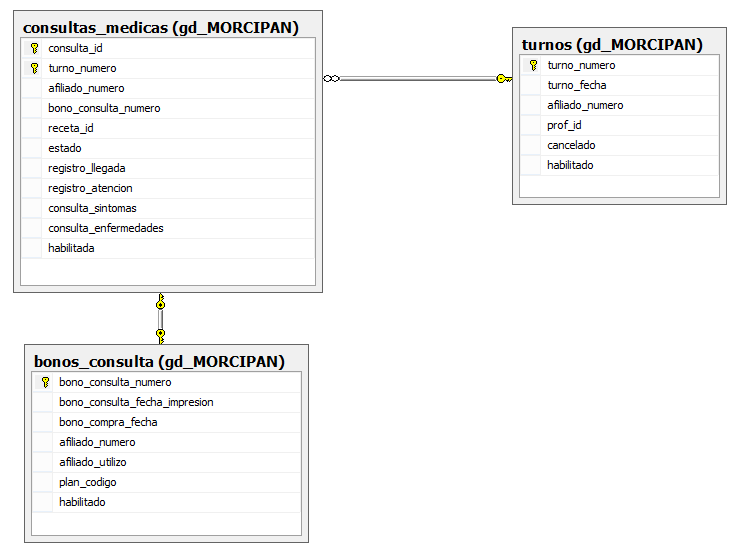 consultas_medicas (gd_MORCIPAN)
consulta_id
turno_numero
afiliado_numero
bono_consulta_numero
receta_id
estado
registro_llegada
registro_atencion
consulta_sintomas
consulta_enfermedades
habilitada
turnos (gd_MORCIPAN)
turno_numero
turno_fecha
afiliado_numero
prof_id
cancelado
habilitado
bonos_consulta (gd_MORCIPAN)
bono_consulta_numero
bono_consulta_fecha_impresion
bono_compra_fecha
afiliado_numero
afiliado_utilizo
plan_codigo
habilitado